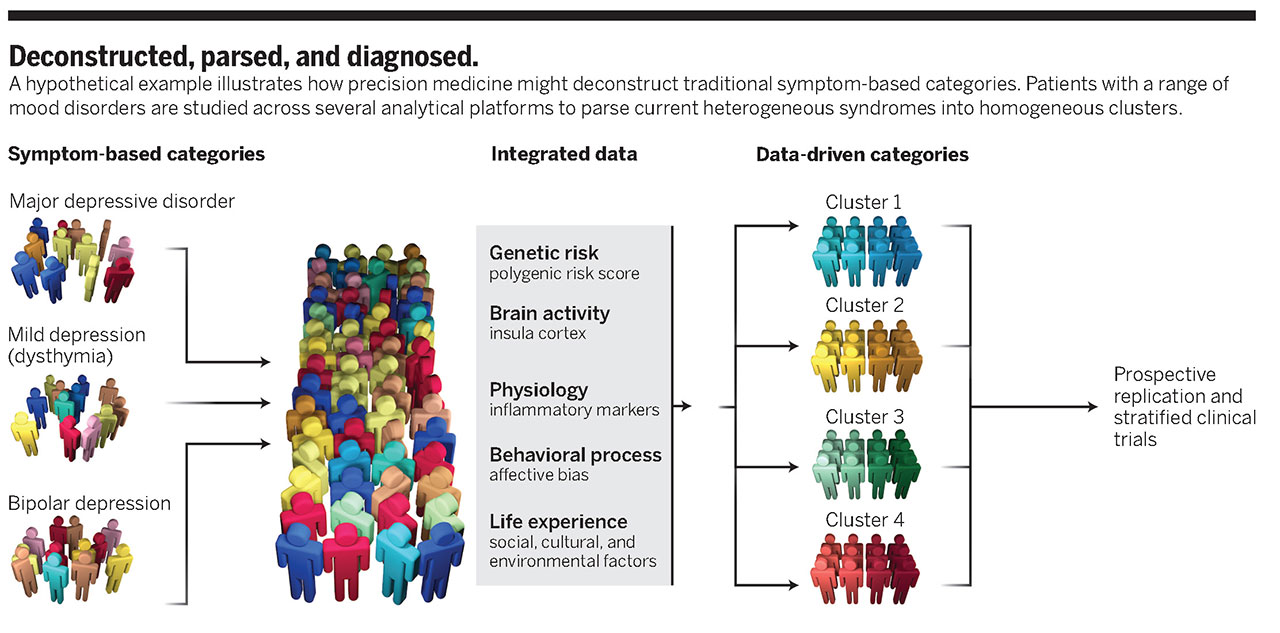 Deconstructed, parsed, and diagnosed.
A hypothetical example illustrates how precision medicine might deconstruct traditional symptom-based categories. Patients with a range of
mood disorders are studied across several analytical platforms to parse current heterogeneous syndromes into homogeneous clusters.
Symptom-based categories
Major depressive disorder
Mild depression
(dysthymia)
Bipolar depression
Integrated data
Genetic risk
polygenic risk score
Brain activity
insula cortex
Physiology
inflammatory markers
Behavioral process
affective bias
Life experience
social, cultural, and
environmental factors
Data-driven categories
Cluster 1
Cluster 2
Cluster 3
Cluster 4
Prospective
replication and
stratified clinical
trials